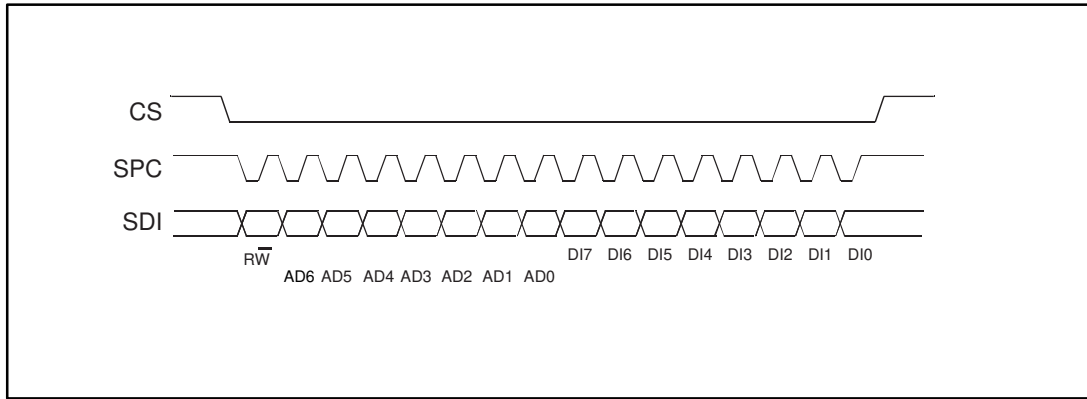 CS
SPC
SDI
RW̅ DI7 DI6 DI5 DI4 DI3 DI2 DI1 DI0
AD6 AD5 AD4 AD3 AD2 AD1 AD0